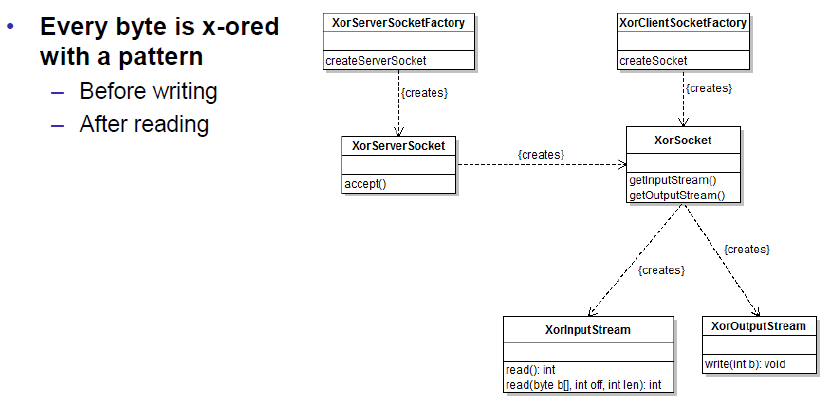 • Every byte is x-ored
with a pattern
– Before writing
– After reading
XorServerSocketFactory
createServerSocket
XorClientSocketFactory
createSocket
{creates}
{creates}
XorServerSocket
accept()
{creates}
XorSocket
getInputStream()
getOutputStream()
{creates}
{creates}
XorInputStream
read(): int
read(byte b[], int off, int len): int
XorOutputStream
write(int b): void